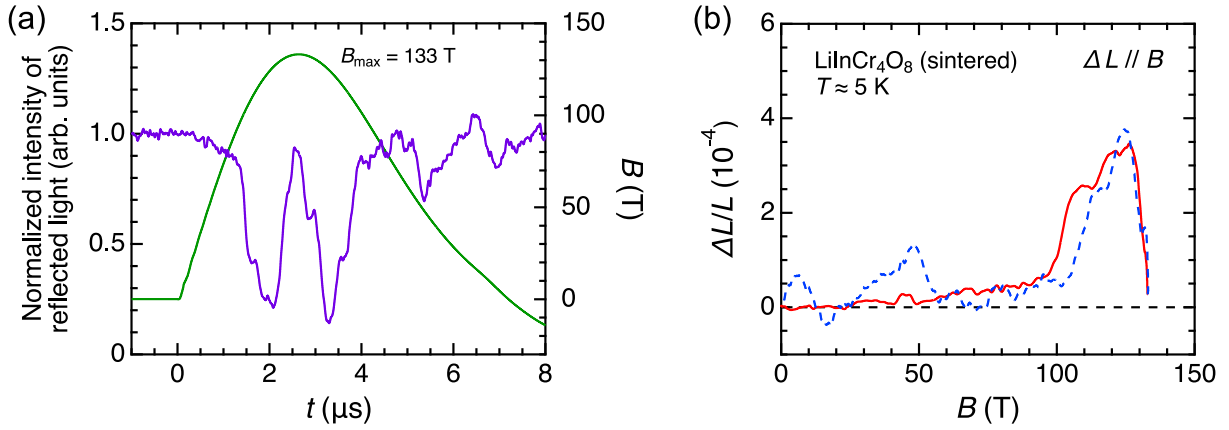 (a)
Normalized intensity of
reflected light (arb. units)
1.5
1.0
0.5
0
B_max = 133 T
150
100
50
0
B (T)
0 2 4 6 8
t (μs)
(b)
ΔL/L (10⁻⁴)
6
4
2
0
LiInCr₄O₈ (sintered)
T ≈ 5 K
ΔL // B
0 50 100 150
B (T)